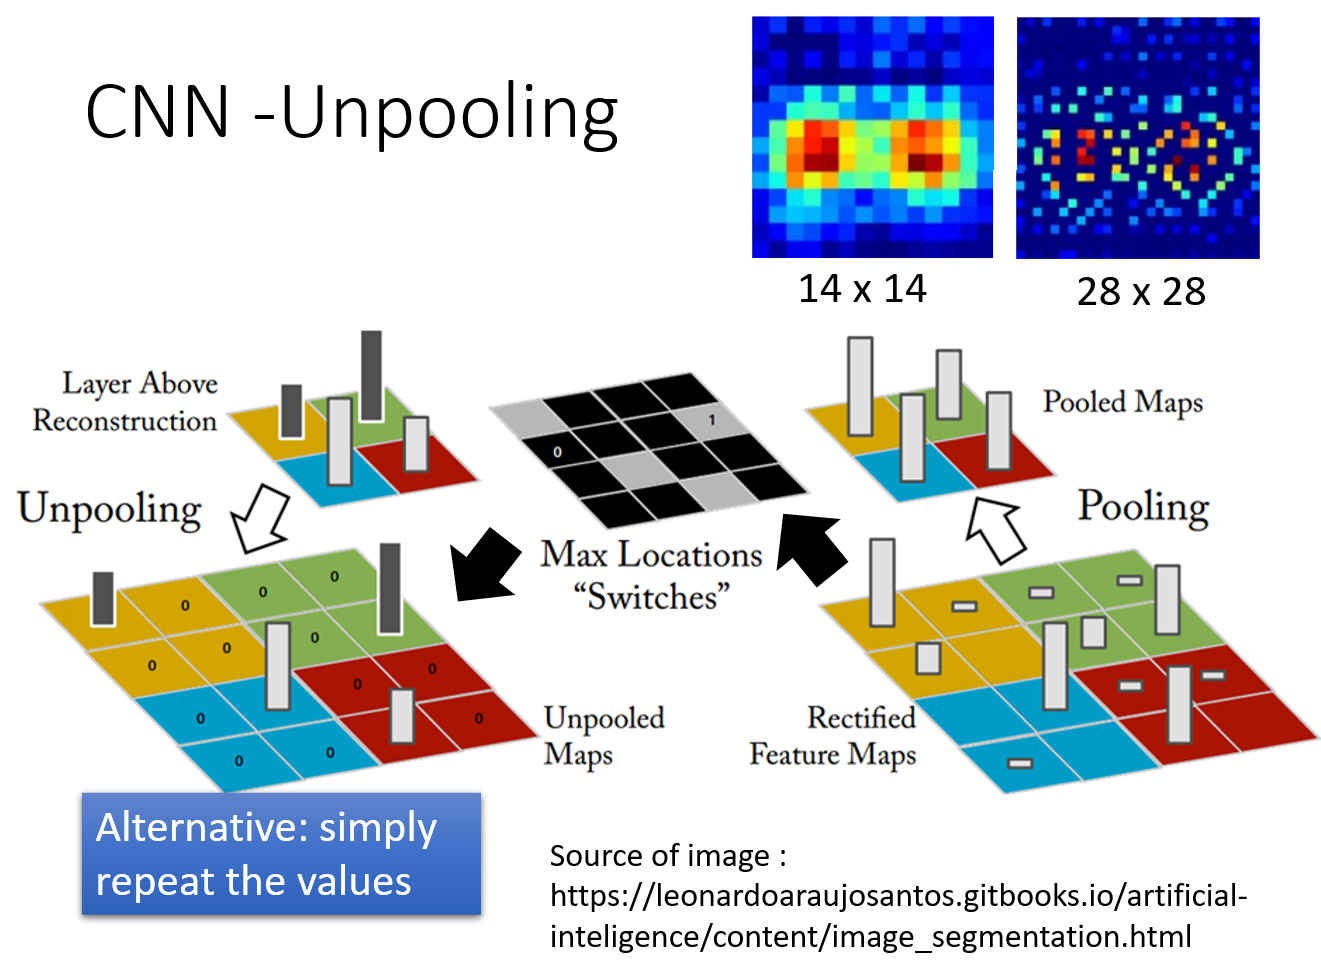 CNN -Unpooling
14 x 14
28 x 28
Layer Above
Reconstruction
1
0
Pooled Maps
Unpooling
Max Locations
“Switches”
Pooling
0
0
0
0
0
0
0
0
0
0
0
0
Unpooled
Maps
Rectified
Feature Maps
Alternative: simply
repeat the values
Source of image :
https://leonardoaraujosantos.gitbooks.io/artificial-
inteligence/content/image_segmentation.html